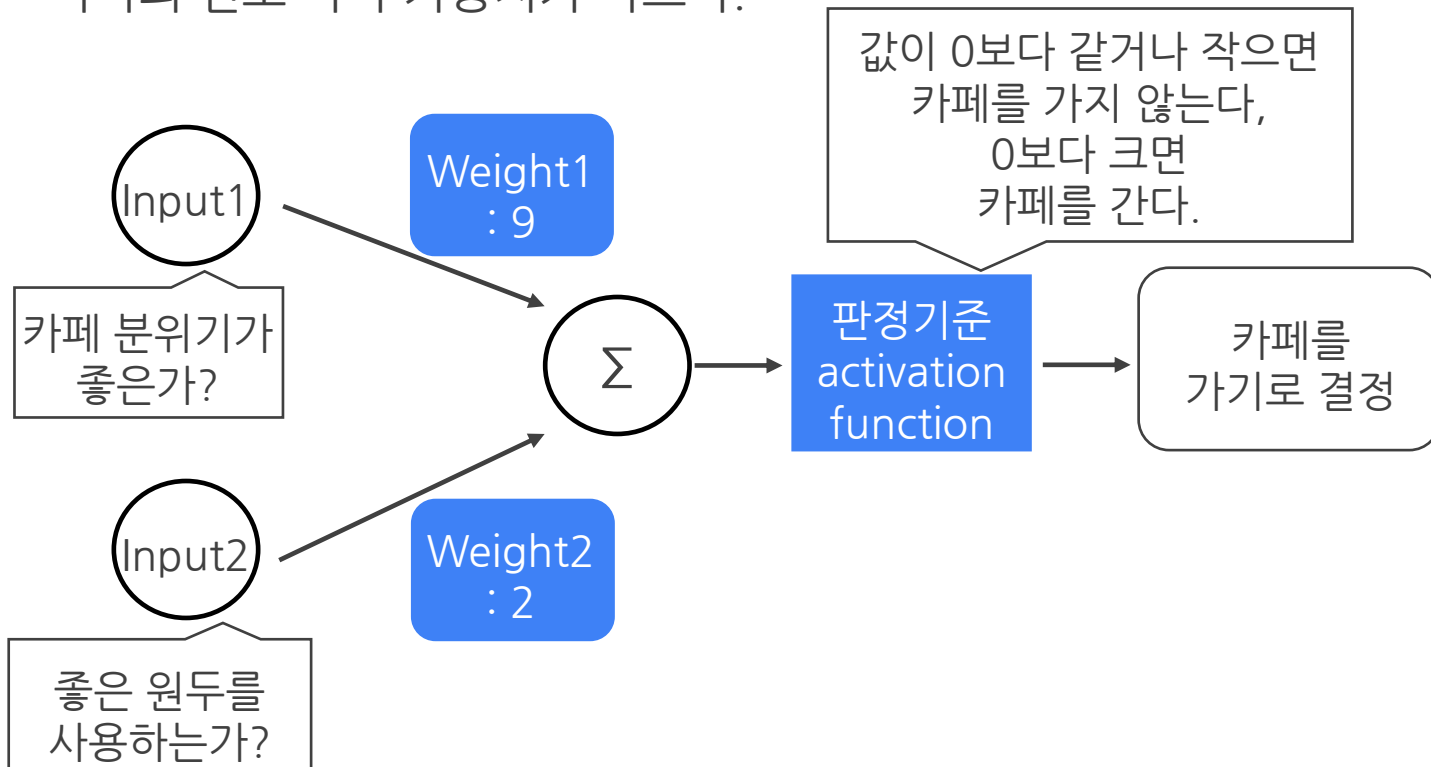 값이 0보다 같거나 작으면
카페를 가지 않는다,
0보다 크면
카페를 간다.
Input1
Weight1
: 9
카페 분위기가
좋은가?
Σ
판정기준
activation
function
카페를
가기로 결정
Input2
Weight2
: 2
좋은 원두를
사용하는가?